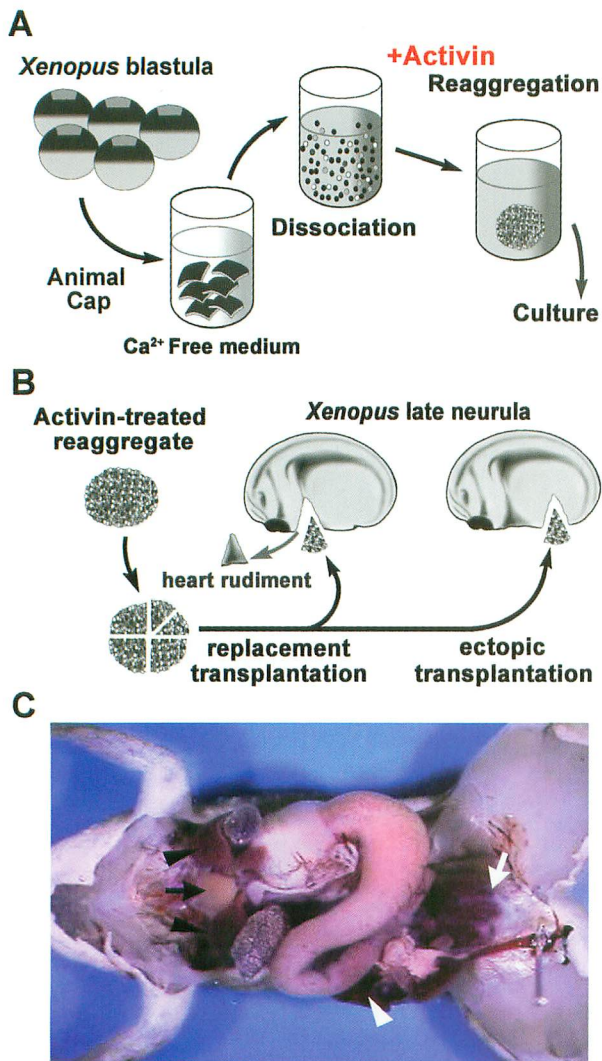 A
Xenopus blastula
+Activin
Reaggregation
Dissociation
Animal
Cap
Ca²⁺ Free medium
Culture
B
Activin-treated
reaggregate
Xenopus late neurula
heart rudiment
replacement
transplantation
ectopic
transplantation
C